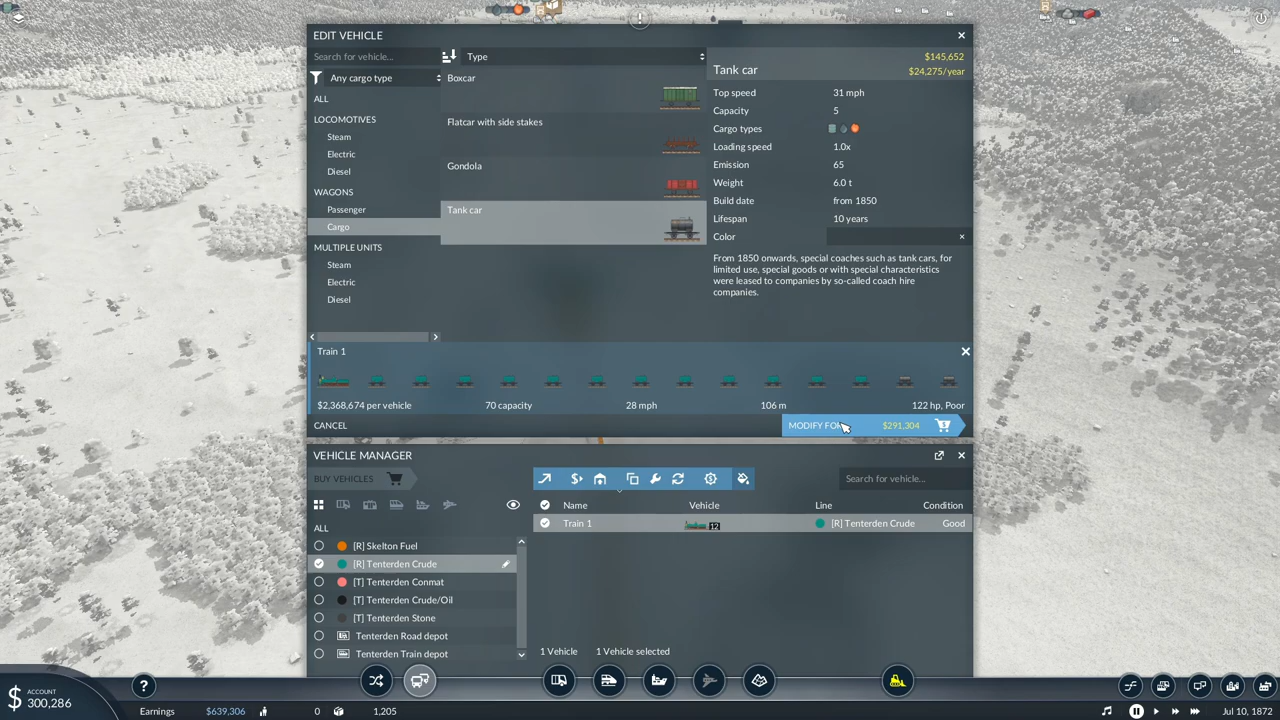 EDIT VEHICLE
Search for vehicle...
Type
Any cargo type
ALL
LOCOMOTIVES
Steam
Electric
Diesel
WAGONS
Passenger
Cargo
MULTIPLE UNITS
Steam
Electric
Diesel
Boxcar
Flatcar with side stakes
Gondola
Tank car
$145,652
Tank car
$24,275/year
Top speed 31 mph
Capacity 5
Cargo types
Loading speed 1.0x
Emission 65
Weight 6.0 t
Build date from 1850
Lifespan 10 years
Color
From 1850 onwards, special coaches such as tank cars, for
limited use, special goods or with special characteristics
were leased to companies by so-called coach hire
companies.
Train 1
$2,368,674 per vehicle 70 capacity 28 mph 106 m 122 hp, Poor
CANCEL
MODIFY FOR $291,304
VEHICLE MANAGER
BUY VEHICLES
Search for vehicle...
ALL
[R] Skelton Fuel
[R] Tenterden Crude
[T] Tenterden Conmat
[T] Tenterden Crude/Oil
[T] Tenterden Stone
Tenterden Road depot
Tenterden Train depot
Name Vehicle Line Condition
Train 1 12 [R] Tenterden Crude Good
1 Vehicle 1 Vehicle selected
$ ACCOUNT
300,286
?
Earnings $639,306 0 1,205
Jul 10, 1872